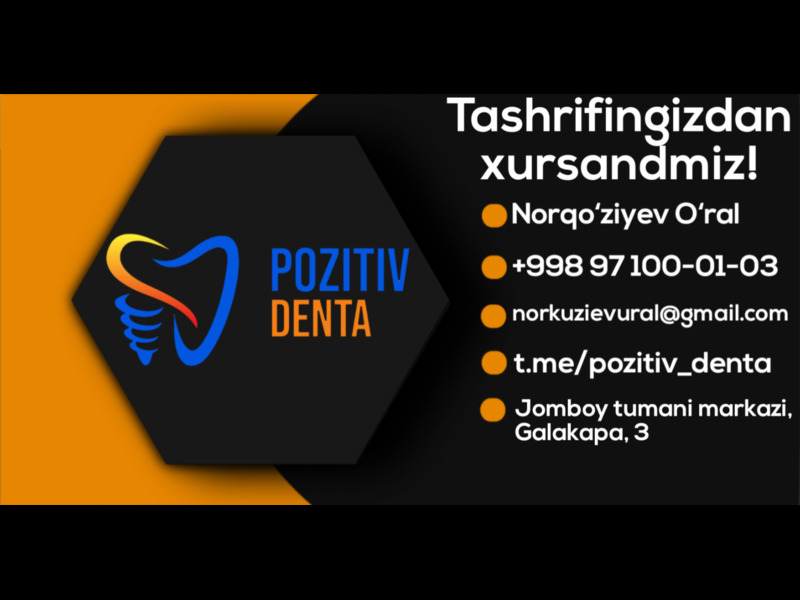 POZITIV
DENTA
Tashrifingizdan
xursandmiz!
Norqo‘ziyev O‘ral
+998 97 100-01-03
norkuzievural@gmail.com
t.me/pozitiv_denta
Jomboy tumani markazi,
Galakapa, 3